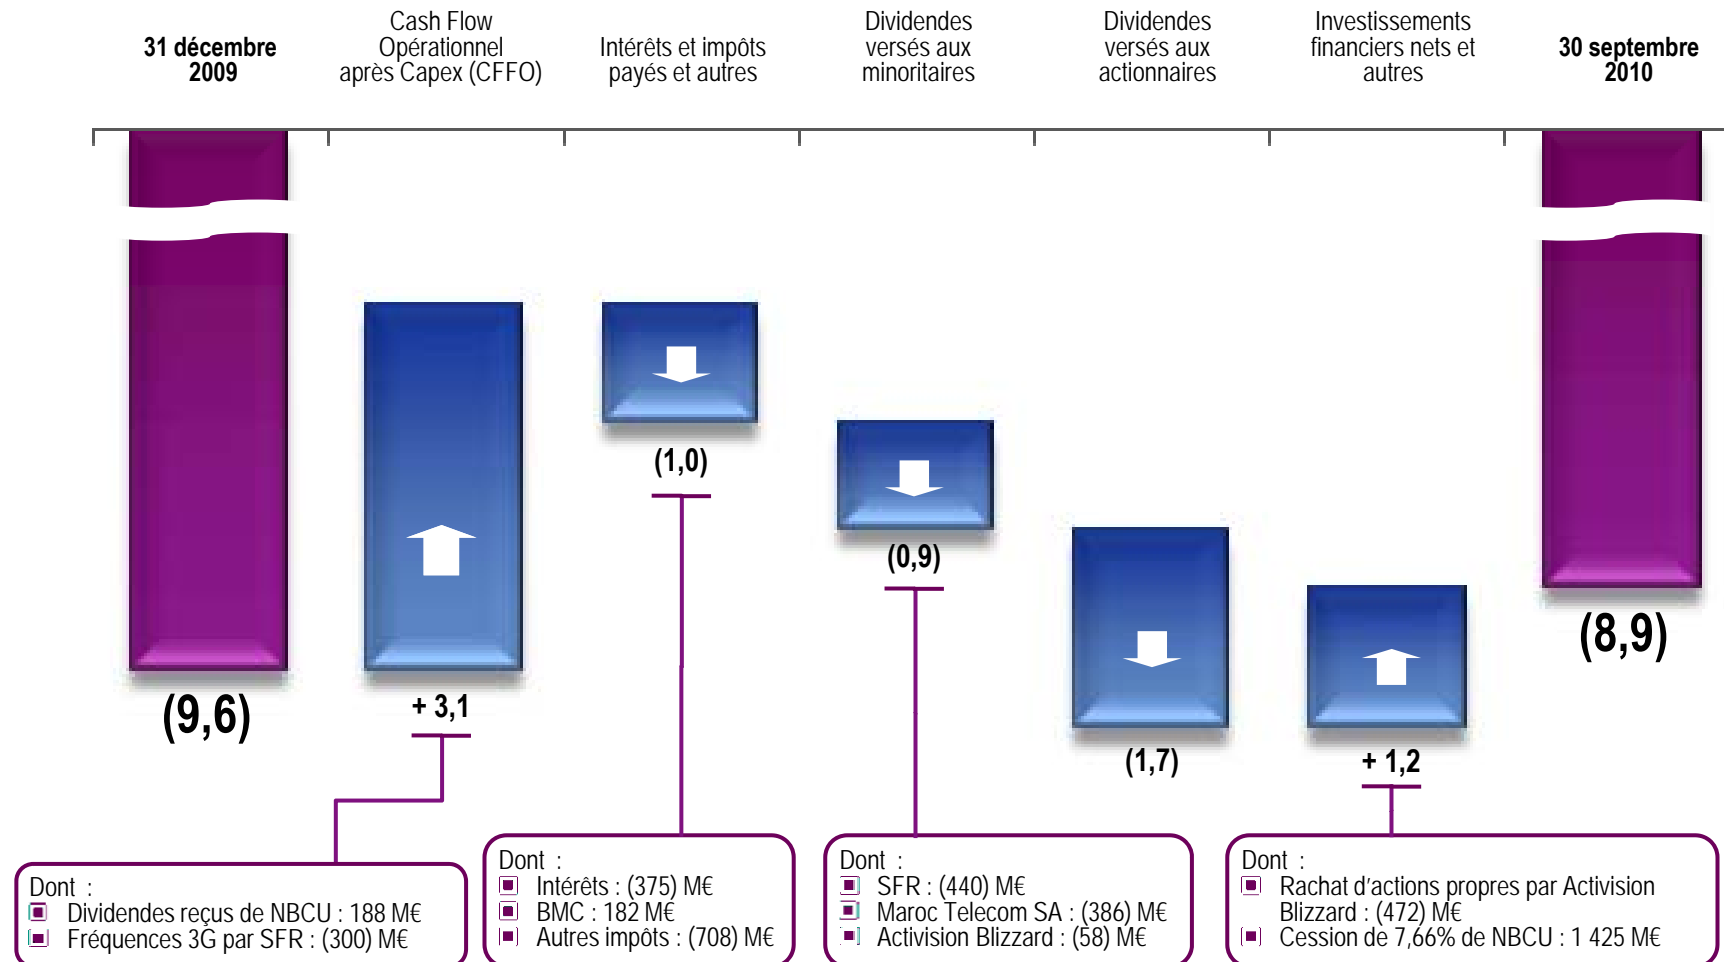 31 décembre
2009
Cash Flow
Opérationnel
après Capex (CFFO)
Intérêts et impôts
payés et autres
Dividendes
versés aux
minoritaires
Dividendes
versés aux
actionnaires
Investissements
financiers nets et
autres
30 septembre
2010
(9,6)
+ 3,1
(1,0)
(0,9)
(1,7)
+ 1,2
(8,9)
Dont :
Dividendes reçus de NBCU : 188 M€
Fréquences 3G par SFR : (300) M€
Dont :
Intérêts : (375) M€
BMC : 182 M€
Autres impôts : (708) M€
Dont :
SFR : (440) M€
Maroc Telecom SA : (386) M€
Activision Blizzard : (58) M€
Dont :
Rachat d'actions propres par Activision
Blizzard : (472) M€
Cession de 7,66% de NBCU : 1 425 M€